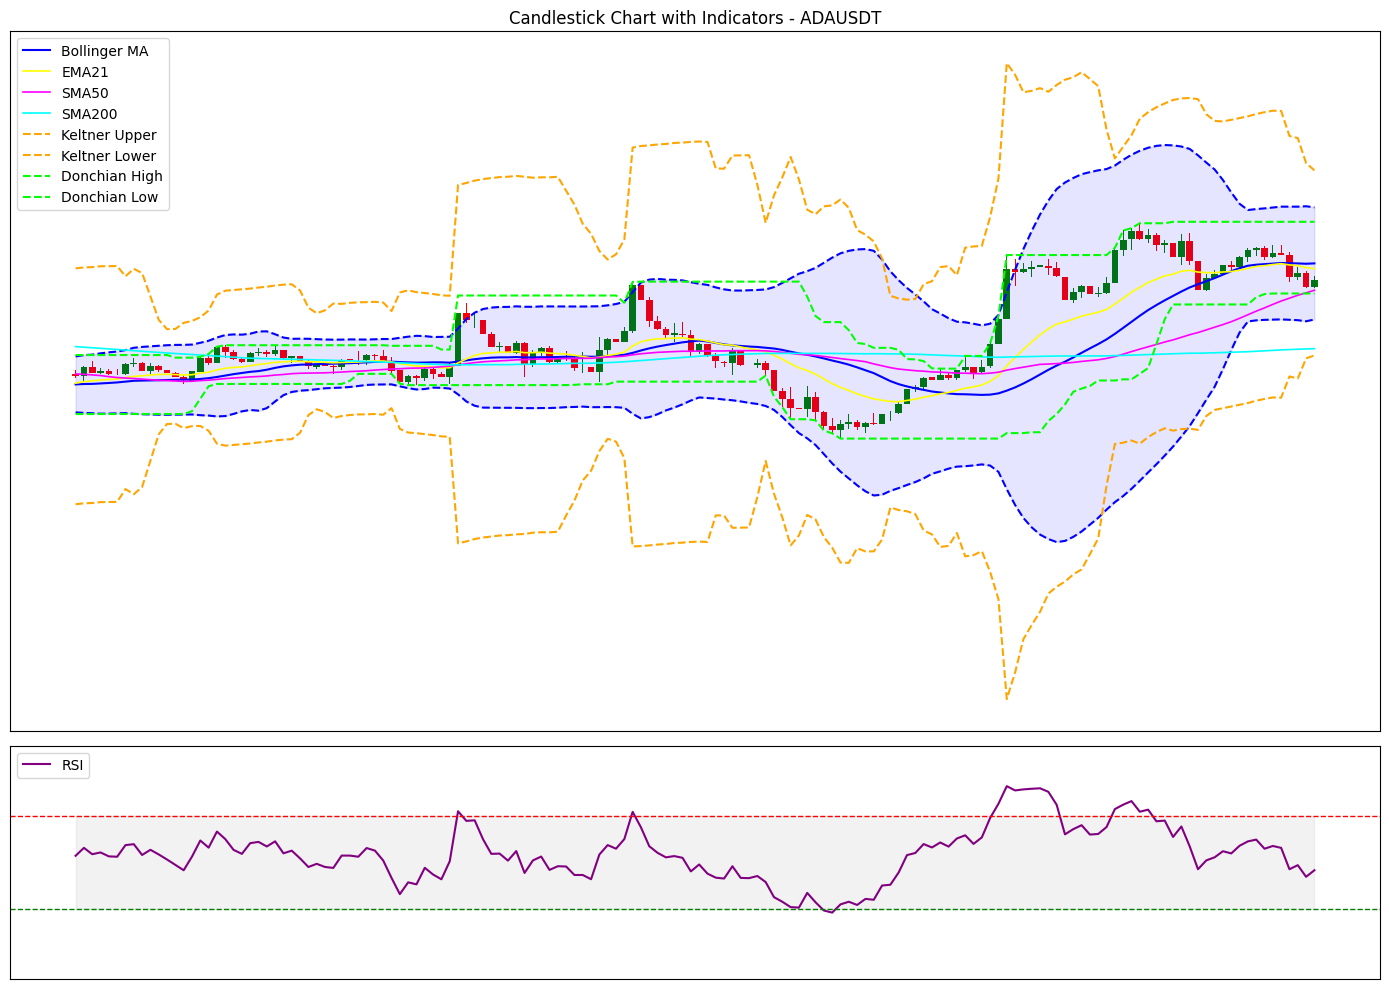 Candlestick Chart with Indicators - ADAUSDT
Bollinger MA
EMA21
SMA50
SMA200
Keltner Upper
Keltner Lower
Donchian High
Donchian Low
RSI